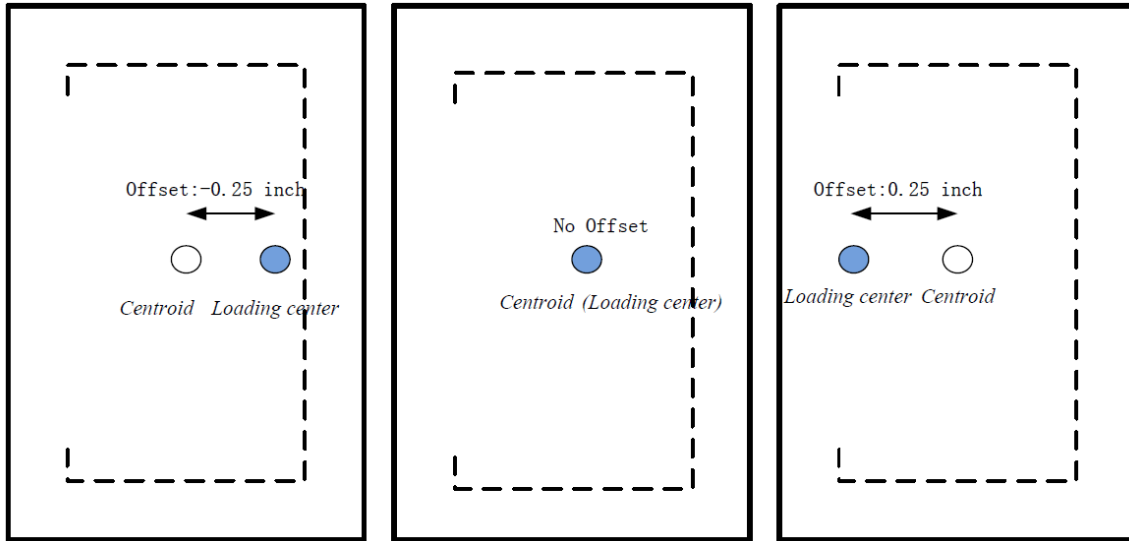 Offset:-0.25 inch
Centroid Loading center
No Offset
Centroid (Loading center)
Offset:0.25 inch
Loading center Centroid